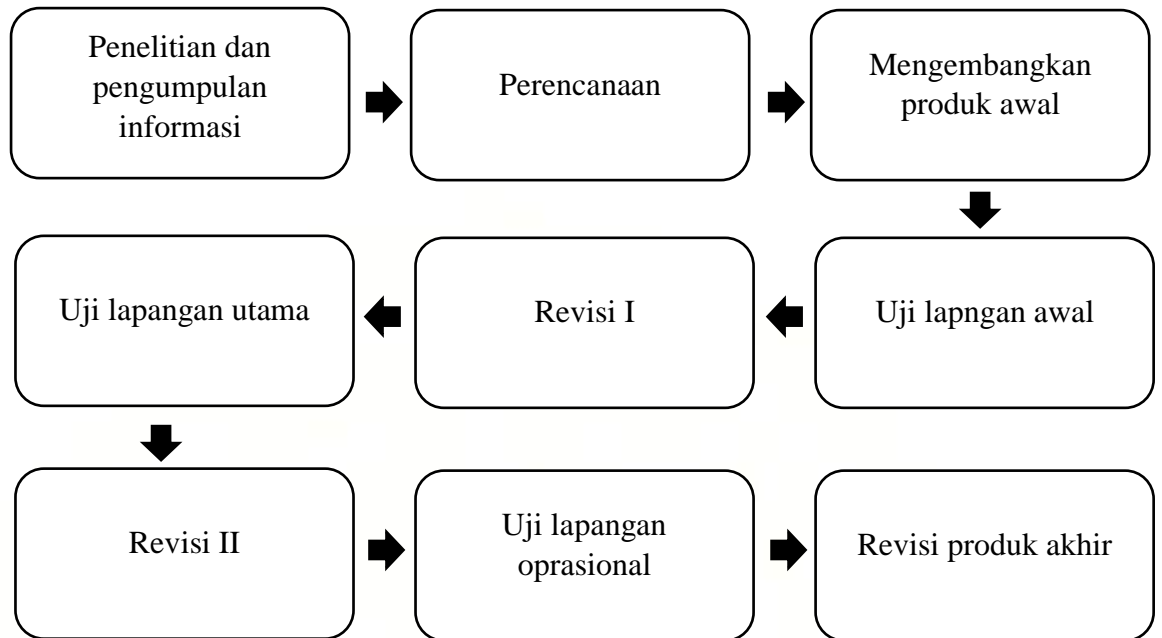 Penelitian dan
pengumpulan
informasi
Perencanaan
Mengembangkan
produk awal
Uji lapngan awal
Revisi I
Uji lapangan utama
Revisi II
Uji lapangan
oprasional
Revisi produk akhir